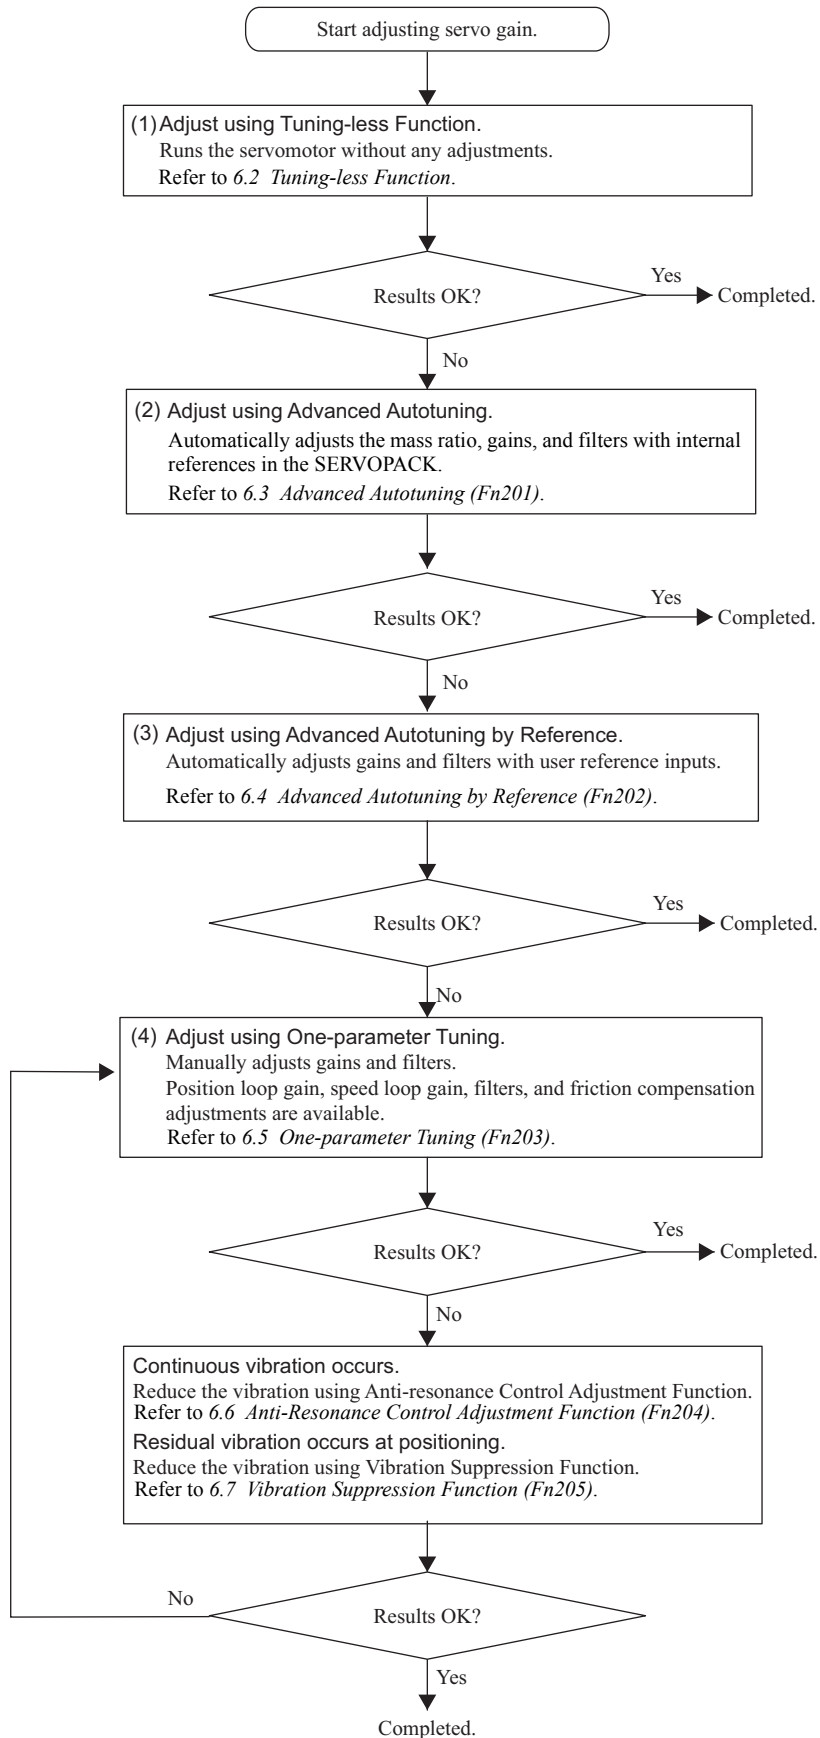 Start adjusting servo gain.
(1) Adjust using Tuning-less Function.
Runs the servomotor without any adjustments.
Refer to 6.2 Tuning-less Function.
Results OK?
Yes
Completed.
No
(2) Adjust using Advanced Autotuning.
Automatically adjusts the mass ratio, gains, and filters with internal
references in the SERVOPACK.
Refer to 6.3 Advanced Autotuning (Fn201).
Results OK?
Yes
Completed.
No
(3) Adjust using Advanced Autotuning by Reference.
Automatically adjusts gains and filters with user reference inputs.
Refer to 6.4 Advanced Autotuning by Reference (Fn202).
Results OK?
Yes
Completed.
No
(4) Adjust using One-parameter Tuning.
Manually adjusts gains and filters.
Position loop gain, speed loop gain, filters, and friction compensation
adjustments are available.
Refer to 6.5 One-parameter Tuning (Fn203).
Results OK?
Yes
Completed.
No
Continuous vibration occurs.
Reduce the vibration using Anti-resonance Control Adjustment Function.
Refer to 6.6 Anti-Resonance Control Adjustment Function (Fn204).
Residual vibration occurs at positioning.
Reduce the vibration using Vibration Suppression Function.
Refer to 6.7 Vibration Suppression Function (Fn205).
No
Results OK?
Yes
Completed.